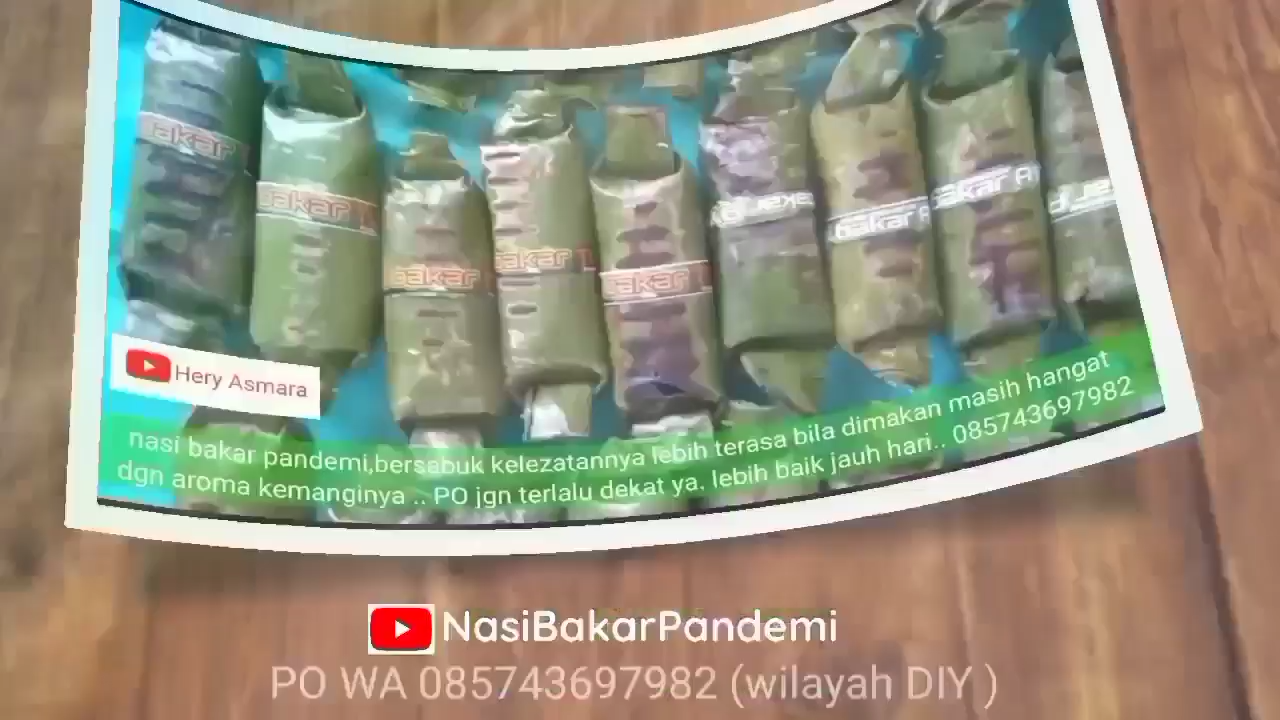 bakar
bakar
bakar
bakar
bakar
bakar
bakar A
bakar A
Hery Asmara
nasi bakar pandemi,bersabuk kelezatannya lebih terasa bila dimakan masih hangat
dgn aroma kemanginya .. PO jgn terlalu dekat ya. lebih baik jauh hari.. 085743697982
NasiBakarPandemi
PO WA 085743697982 (wilayah DIY )